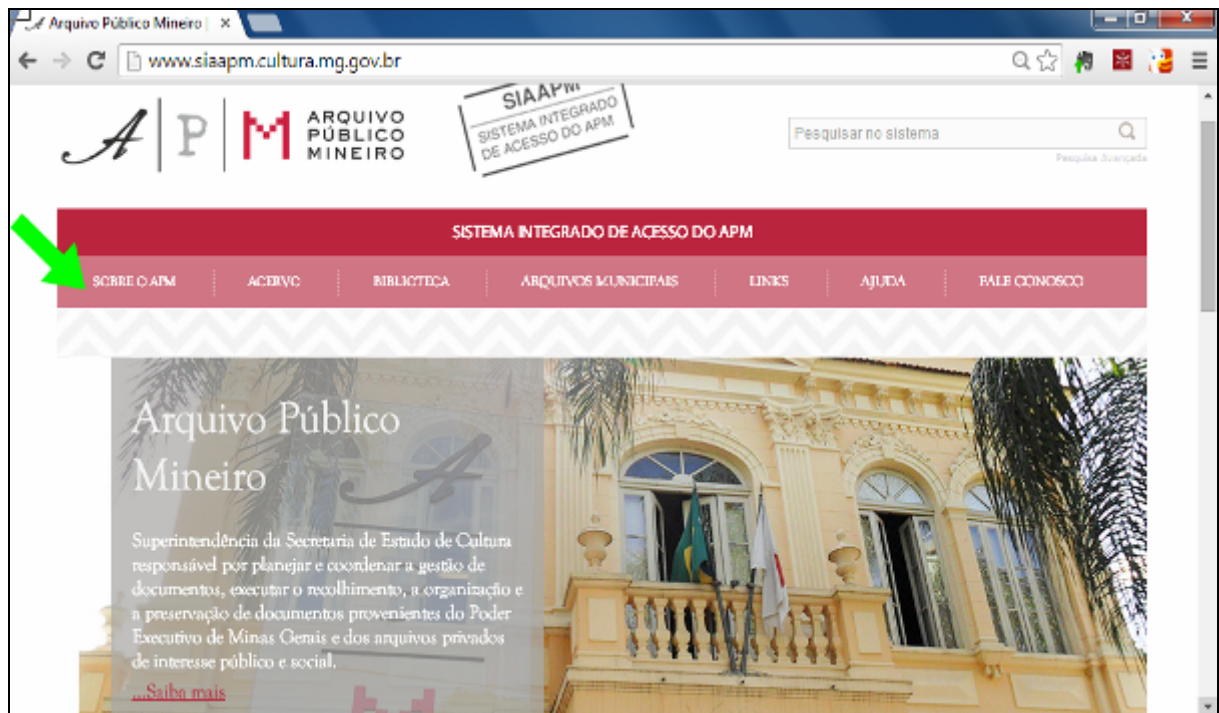 Arquivo Público Mineiro |
www.siaapm.cultura.mg.gov.br
A P M
ARQUIVO
PÚBLICO
MINEIRO
SIAAPM
SISTEMA INTEGRADO
DE ACESSO DO APM
Pesquisar no sistema
Pesquisa Avançada
SISTEMA INTEGRADO DE ACESSO DO APM
SOBRE O APM ACERVO BIBLIOTECA ARQUIVOS MUNICIPAIS LINKS AJUDA FALE CONOSCO
Arquivo Público
Mineiro
Superintendência da Secretaria de Estado de Cultura
responsável por planejar e coordenar a gestão de
documentos, executar o recolhimento, a organização e
a preservação de documentos provenientes do Poder
Executivo de Minas Gerais e dos arquivos privados
de interesse público e social.
...Saiba mais